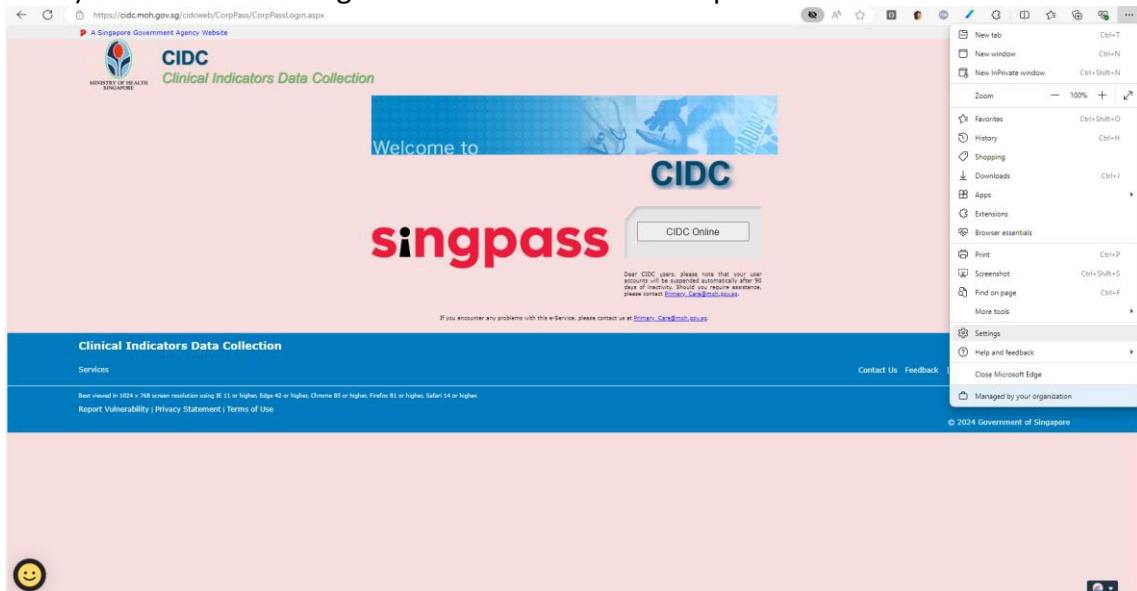 https://cidc.moh.gov.sg/cidcweb/CorpPass/CorpPassLogin.aspx
A Singapore Government Agency Website
MINISTRY OF HEALTH
SINGAPORE
CIDC
Clinical Indicators Data Collection
Welcome to
CIDC
singpass
CIDC Online
Dear CIDC users, please note that your user
accounts will be suspended automatically after 90
days of inactivity. Should you require assistance,
please contact Primary_Care@moh.gov.sg.
If you encounter any problems with this e-Service, please contact us at Primary_Care@moh.gov.sg.
Clinical Indicators Data Collection
Services
Contact Us Feedback |
Best viewed in 1024 x 768 screen resolution using IE 11 or higher, Edge 42 or higher, Chrome 85 or higher, Firefox 81 or higher, Safari 14 or higher.
Report Vulnerability | Privacy Statement | Terms of Use
© 2024 Government of Singapore
New tab Ctrl+T
New window Ctrl+N
New InPrivate window Ctrl+Shift+N
Zoom — 100% +
Favorites Ctrl+Shift+O
History Ctrl+H
Shopping
Downloads Ctrl+J
Apps
Extensions
Browser essentials
Print Ctrl+P
Screenshot Ctrl+Shift+S
Find on page Ctrl+F
More tools
Settings
Help and feedback
Close Microsoft Edge
Managed by your organization